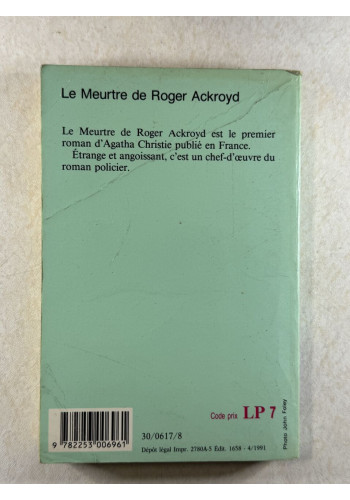 Le Meurtre de Roger Ackroyd
Le Meurtre de Roger Ackroyd est le premier
roman d'Agatha Christie publié en France.
Étrange et angoissant, c'est un chef-d'œuvre du
roman policier.
Code prix LP 7
Photo John Foley
9 782253 006961
30/0617/8
Dépôt légal Impr. 2780A-5 Édit. 1658 - 4/1991